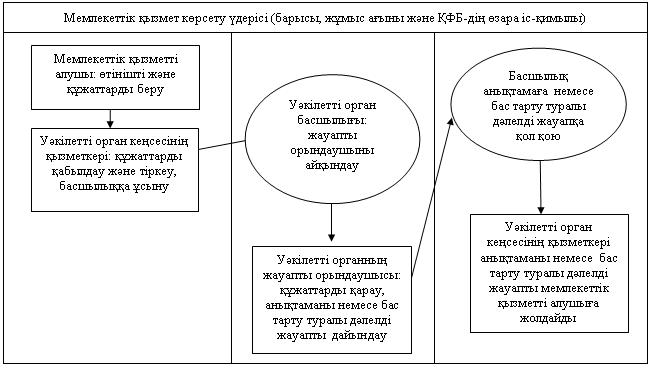 Мемлекеттік қызмет көрсету үдерісі (барысы, жұмыс ағыны және ҚФБ-дің өзара іс-қимылы)
Мемлекеттік қызметті
алушы: өтінішті және
құжаттарды беру
Уәкілетті орган кеңсесінің
қызметкері: құжаттарды
қабылдау және тіркеу,
басшылыққа ұсыну
Уәкілетті орган
басшылығы:
жауапты
орындаушыны
айқындау
Уәкілетті органның
жауапты орындаушысы:
құжаттарды қарау,
анықтаманы немесе бас
тарту туралы дәлелді
жауапты дайындау
Басшылық
анықтамаға немесе
бас тарту туралы
дәлелді жауапқа
қол қою
Уәкілетті орган
кеңсесінің қызметкері
анықтаманы немесе бас
тарту туралы дәлелді
жауапты мемлекеттік
қызметті алушыға
жолдайды